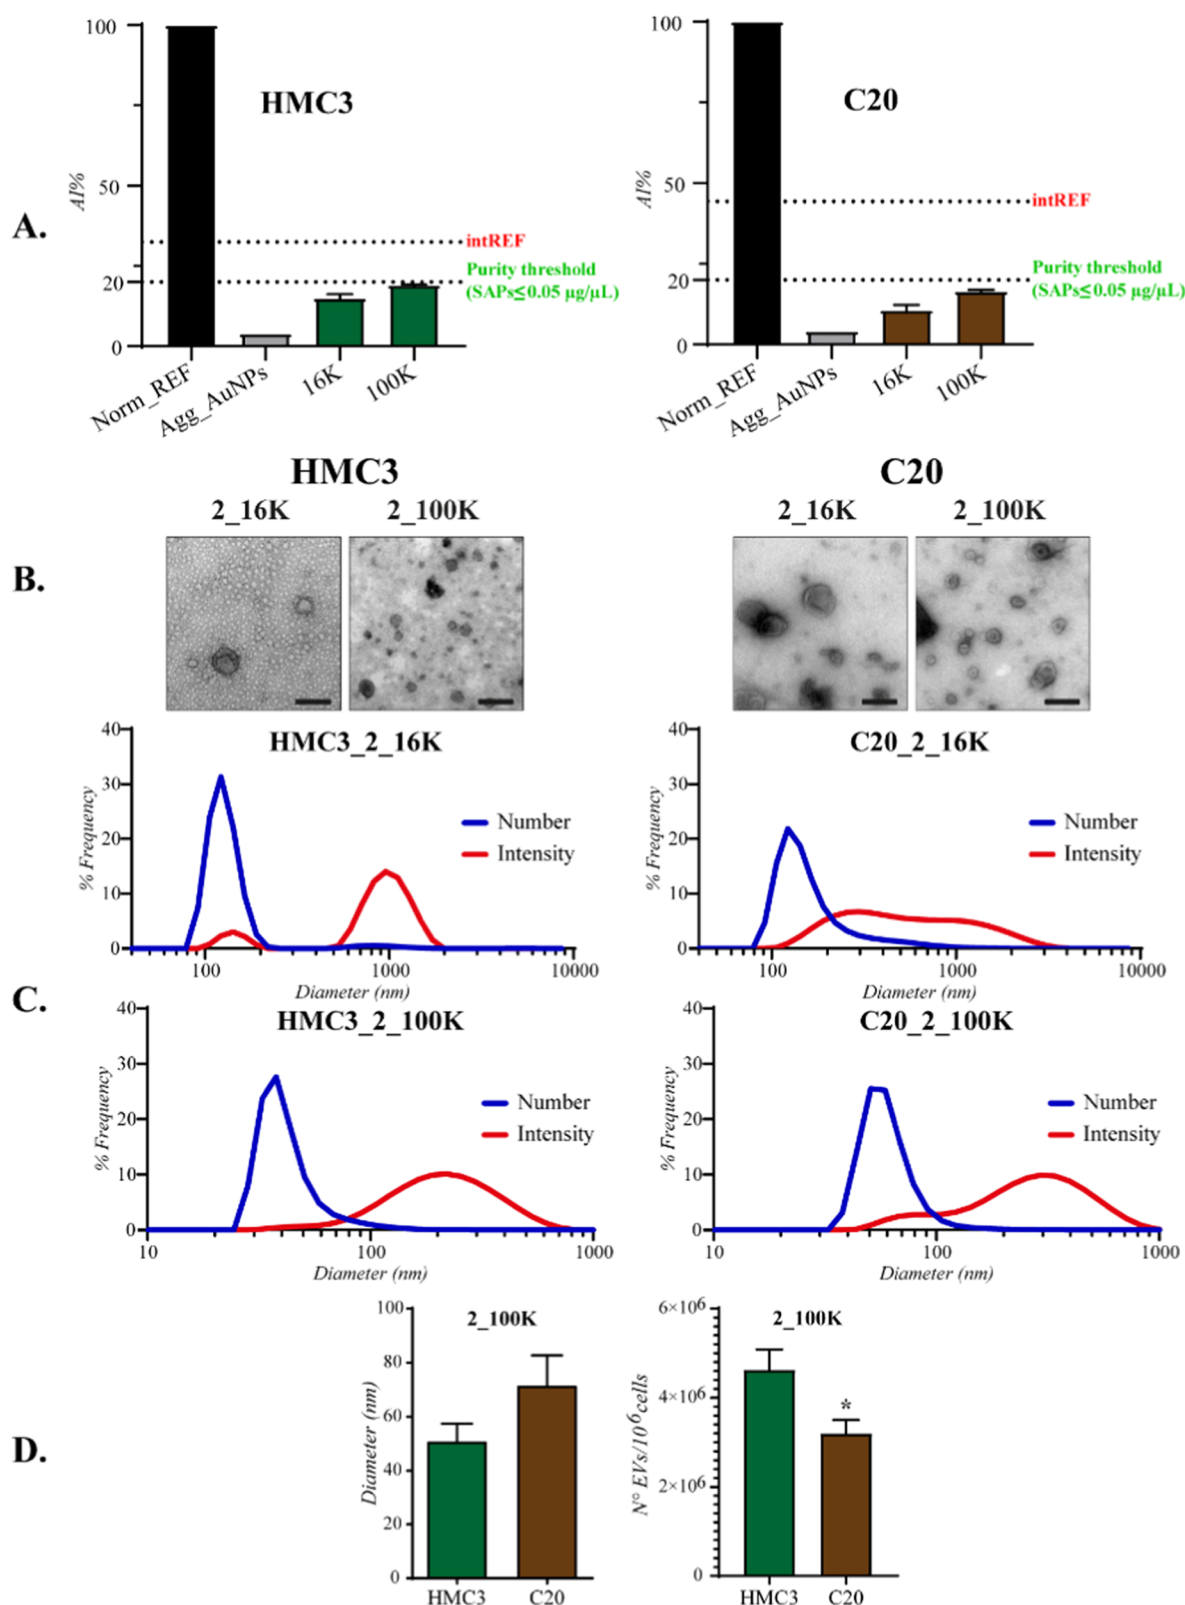 A.
HMC3
AI%
100
50
20
0
intREF
Purity threshold
(SAPs≤0.05 µg/µL)
Norm_REF
Agg_AuNPs
16K
100K
C20
AI%
100
50
20
0
intREF
Purity threshold
(SAPs≤0.05 µg/µL)
Norm_REF
Agg_AuNPs
16K
100K
B.
HMC3
2_16K
2_100K
C20
2_16K
2_100K
C.
HMC3_2_16K
% Frequency
40
30
20
10
0
Number
Intensity
100
1000
10000
Diameter (nm)
C20_2_16K
% Frequency
40
30
20
10
0
Number
Intensity
100
1000
10000
Diameter (nm)
HMC3_2_100K
% Frequency
40
30
20
10
0
Number
Intensity
10
100
1000
Diameter (nm)
C20_2_100K
% Frequency
40
30
20
10
0
Number
Intensity
10
100
1000
Diameter (nm)
D.
2_100K
Diameter (nm)
100
80
60
40
20
0
HMC3
C20
2_100K
N° EVs/10⁶cells
6×10⁶
4×10⁶
2×10⁶
0
*
HMC3
C20